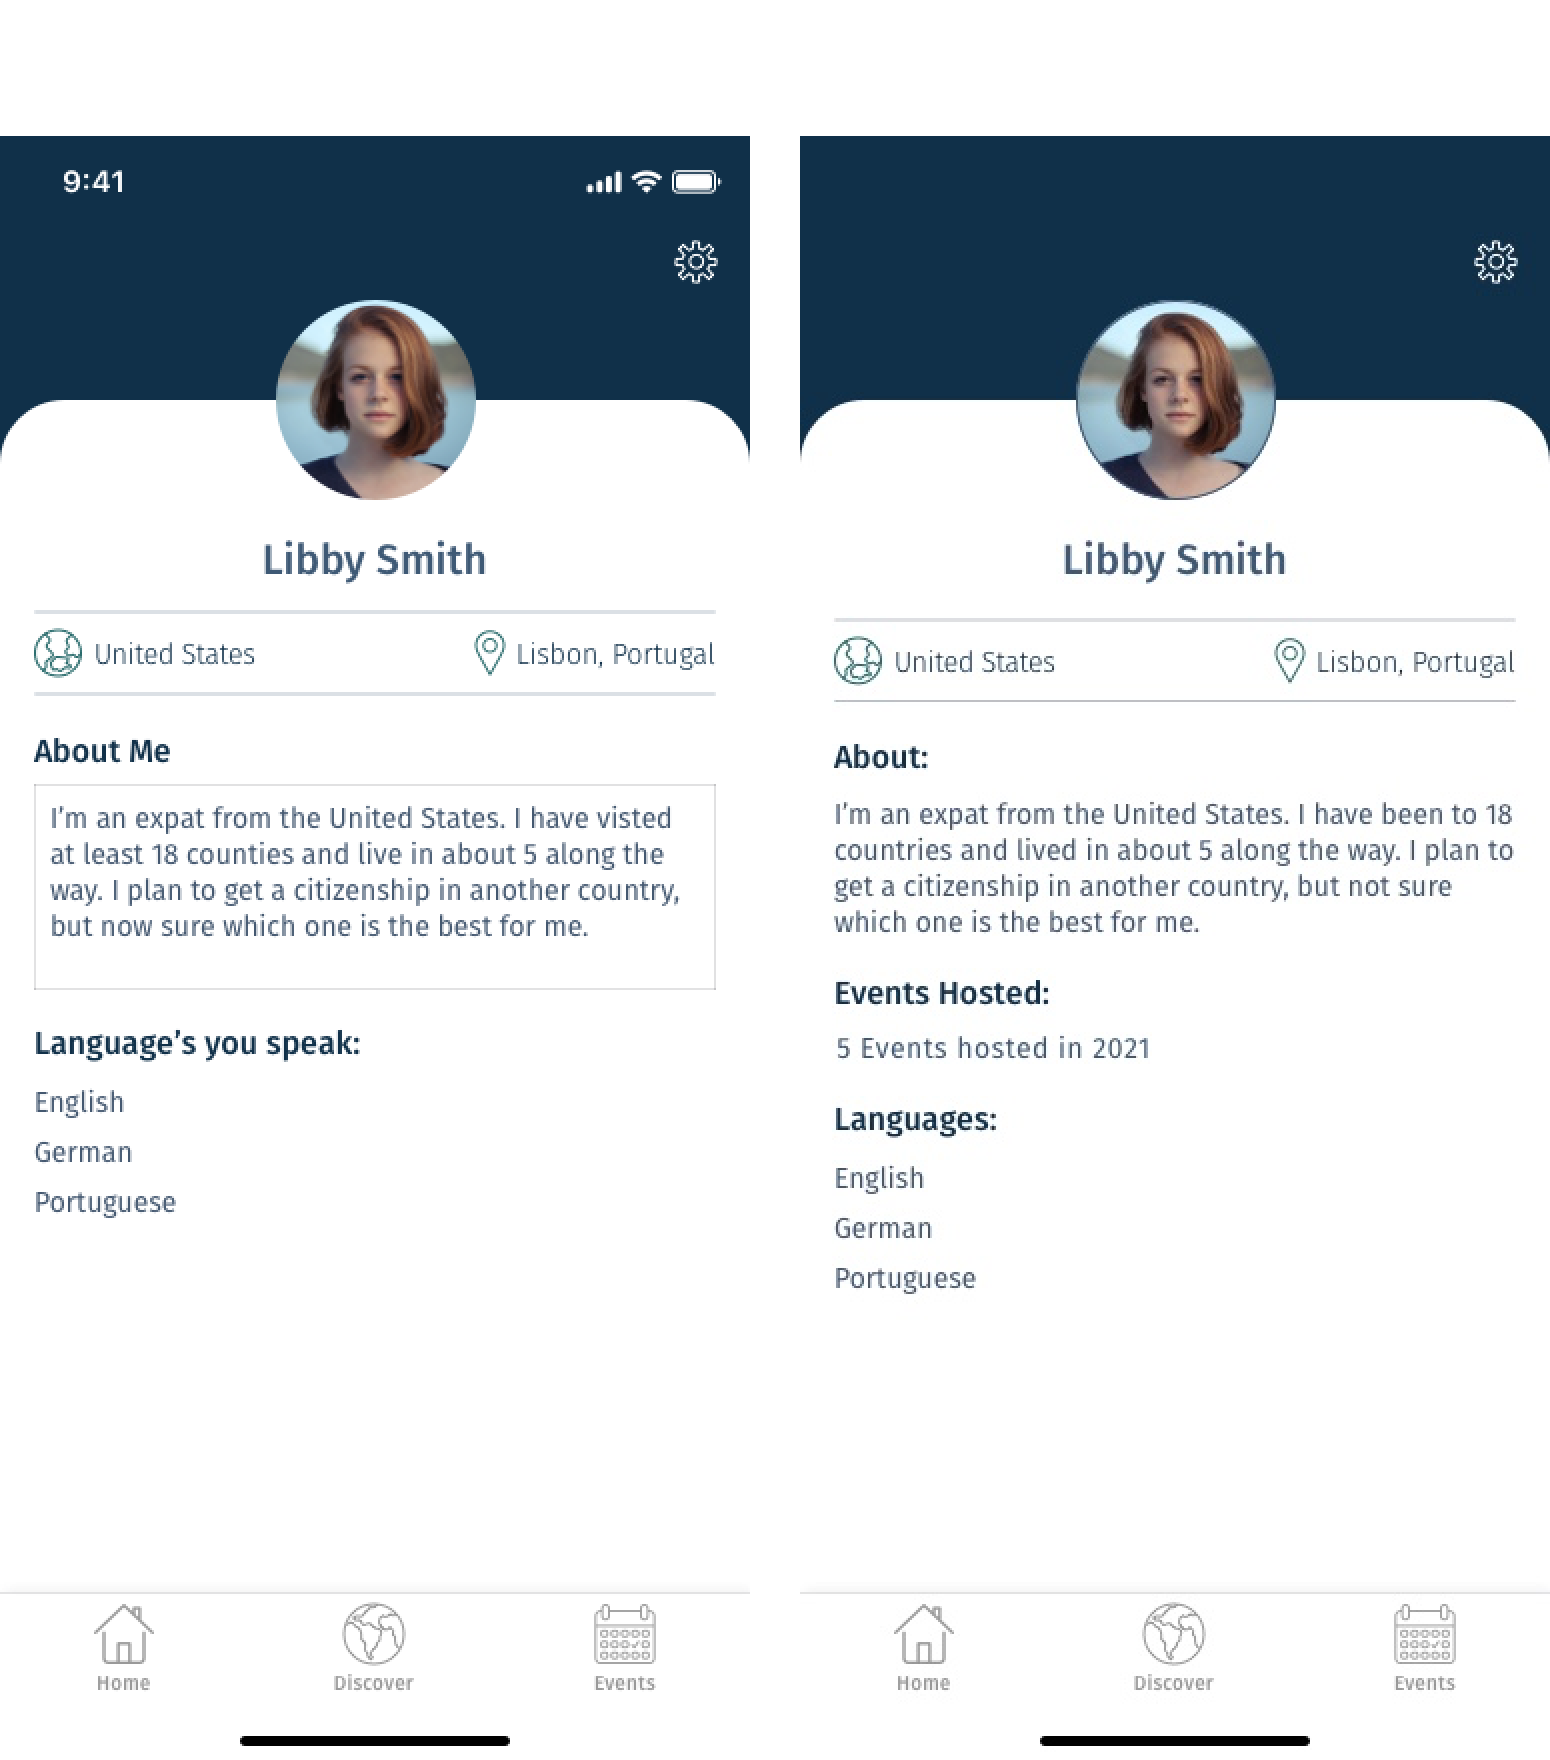 9:41
Libby Smith
United States
Lisbon, Portugal
About Me
I'm an expat from the United States. I have visted
at least 18 counties and live in about 5 along the
way. I plan to get a citizenship in another country,
but now sure which one is the best for me.
Language's you speak:
English
German
Portuguese
Home
Discover
Events
Libby Smith
United States
Lisbon, Portugal
About:
I'm an expat from the United States. I have been to 18
countries and lived in about 5 along the way. I plan to
get a citizenship in another country, but not sure
which one is the best for me.
Events Hosted:
5 Events hosted in 2021
Languages:
English
German
Portuguese
Home
Discover
Events